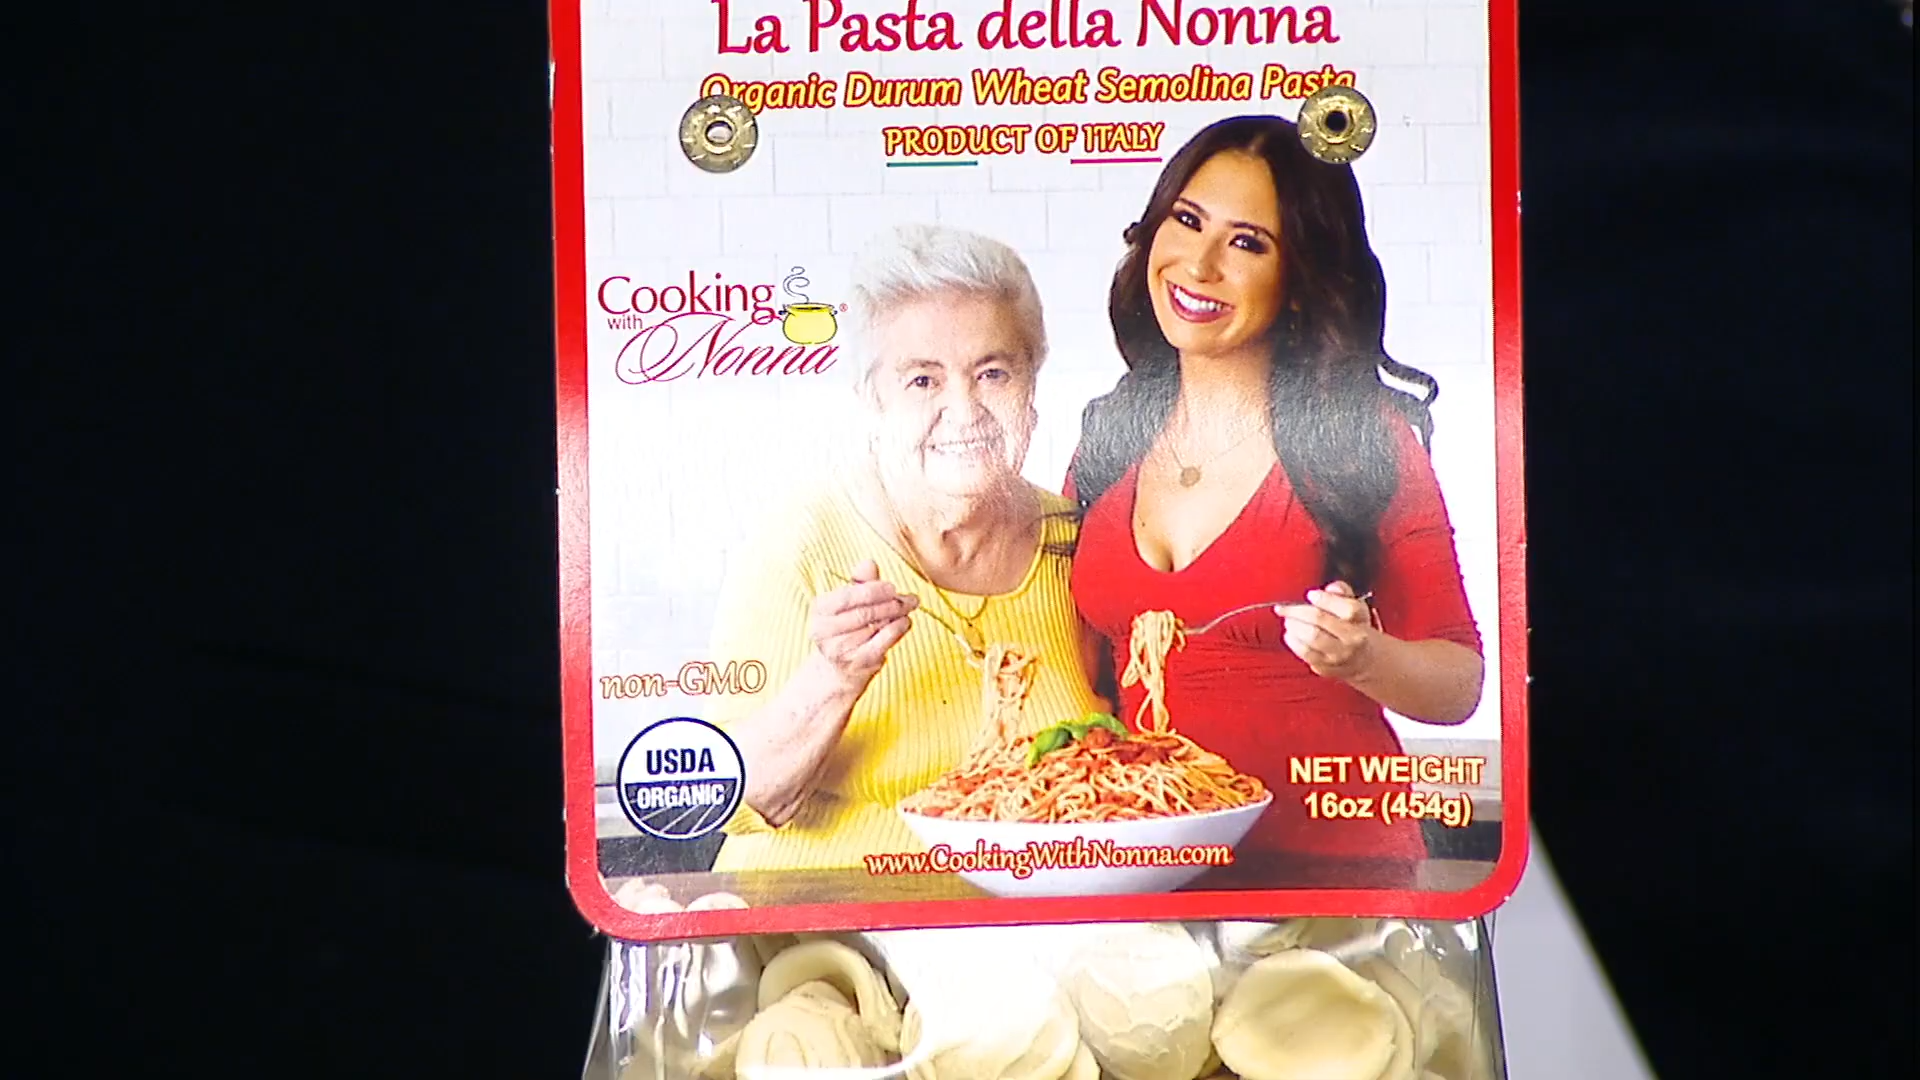 La Pasta della Nonna
Organic Durum Wheat Semolina Pasta
PRODUCT OF ITALY
Cooking
with
Nonna
®
non-GMO
USDA
ORGANIC
NET WEIGHT
16oz (454g)
www.CookingWithNonna.com